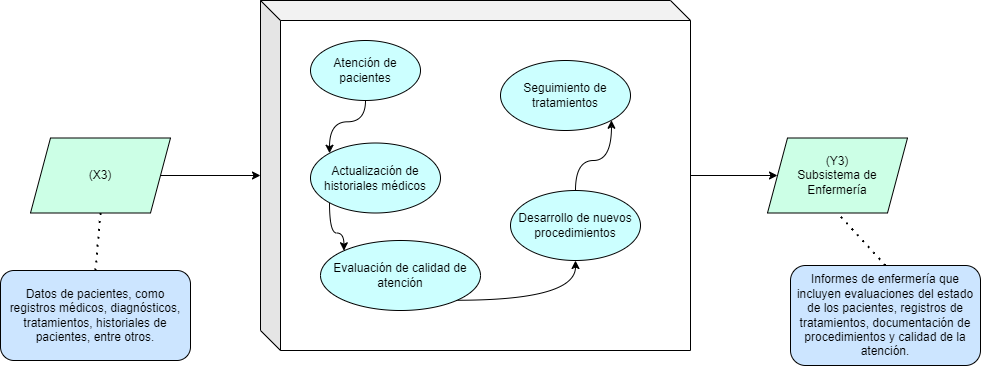 (X3)
Datos de pacientes, como
registros médicos, diagnósticos,
tratamientos, historiales de
pacientes, entre otros.
Atención de
pacientes
Actualización de
historiales médicos
Evaluación de calidad de
atención
Desarrollo de nuevos
procedimientos
Seguimiento de
tratamientos
(Y3)
Subsistema de
Enfermería
Informes de enfermería que
incluyen evaluaciones del estado
de los pacientes, registros de
tratamientos, documentación de
procedimientos y calidad de la
atención.